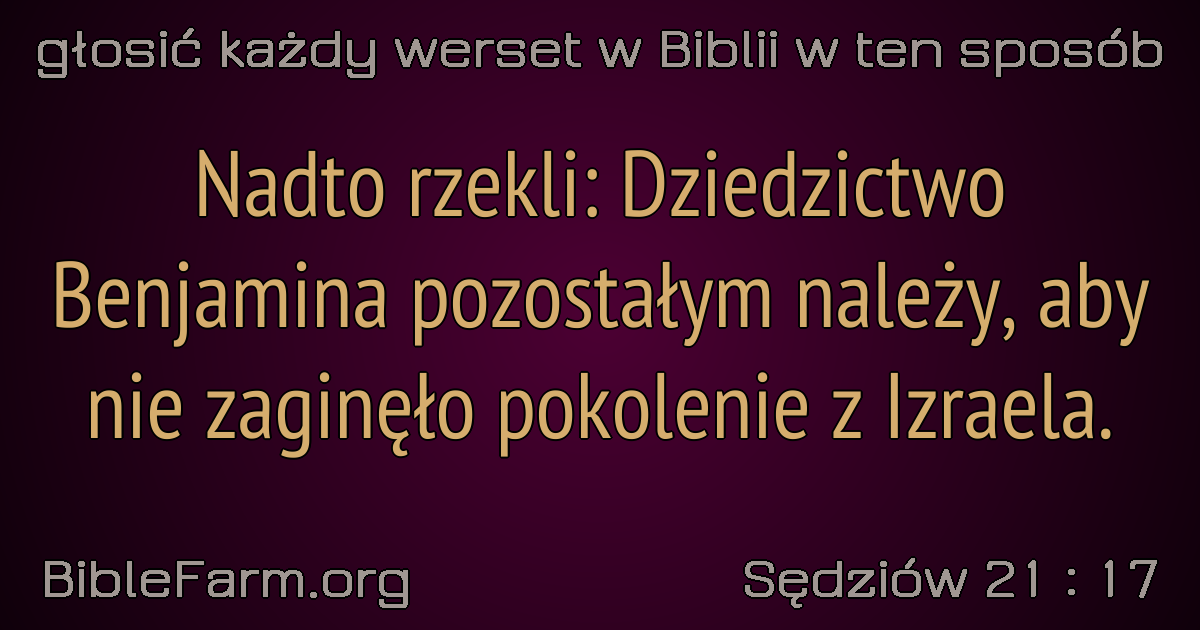 głosić każdy werset w Biblii w ten sposób
Nadto rzekli: Dziedzictwo
Benjamina pozostałym należy, aby
nie zaginęło pokolenie z Izraela.
BibleFarm.org
Sędziów 21 : 17